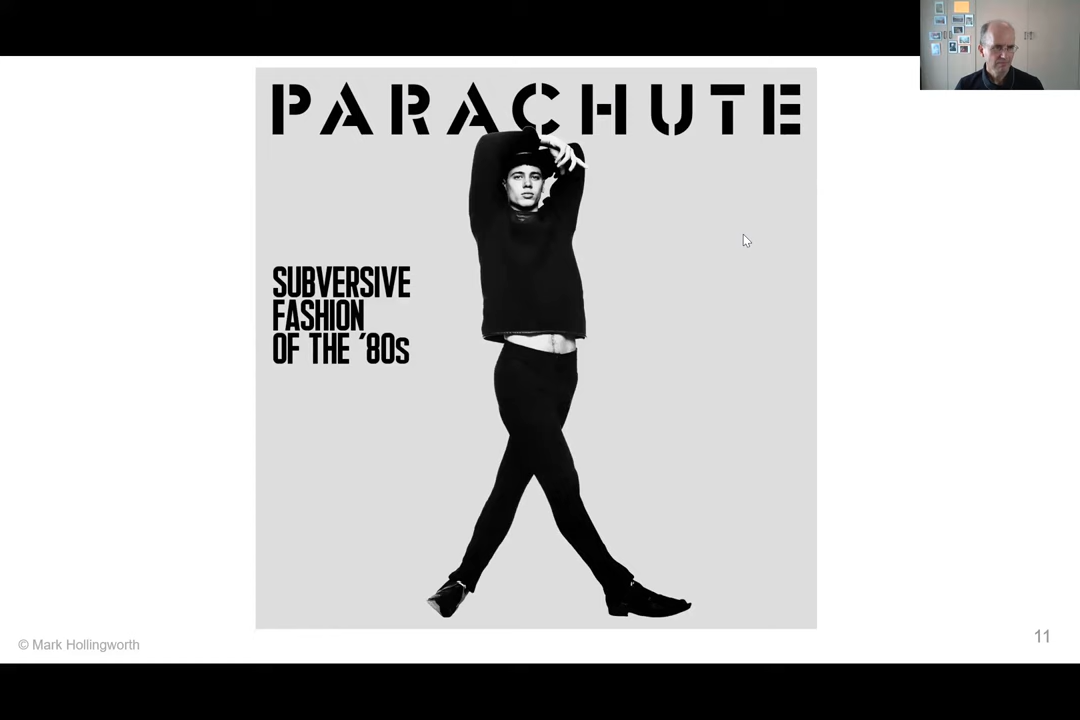 PARACHUTE
SUBVERSIVE
FASHION
OF THE '80s
© Mark Hollingworth
11